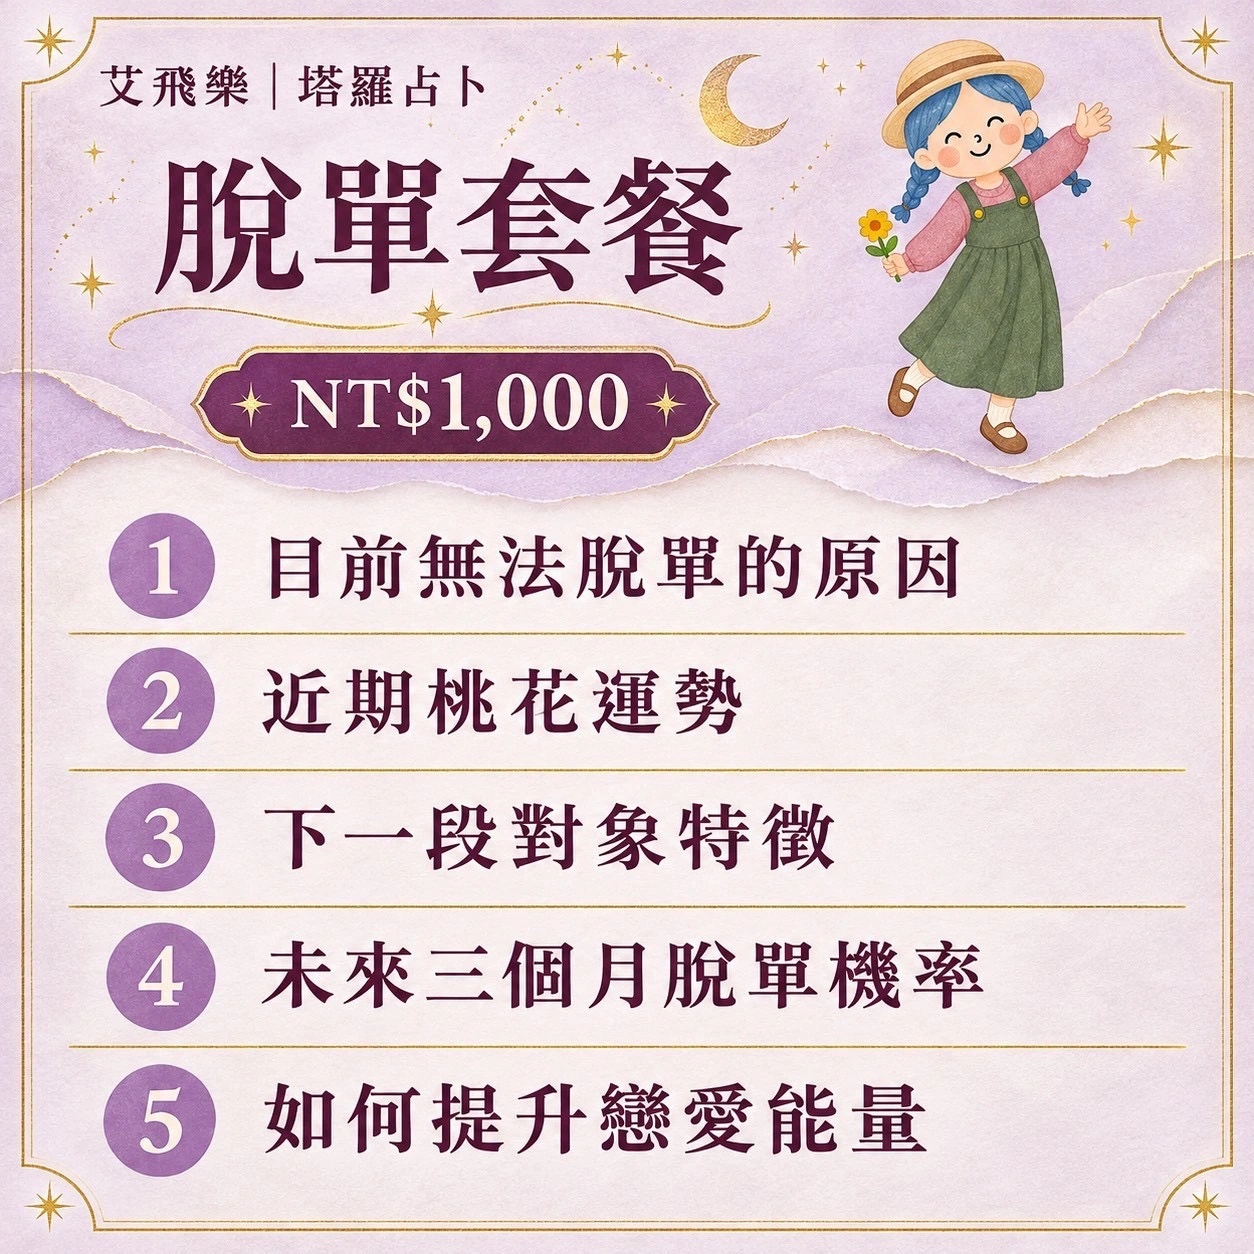 艾飛樂｜塔羅占卜
脫單套餐
NT$1,000
1 目前無法脫單的原因
2 近期桃花運勢
3 下一段對象特徵
4 未來三個月脫單機率
5 如何提升戀愛能量